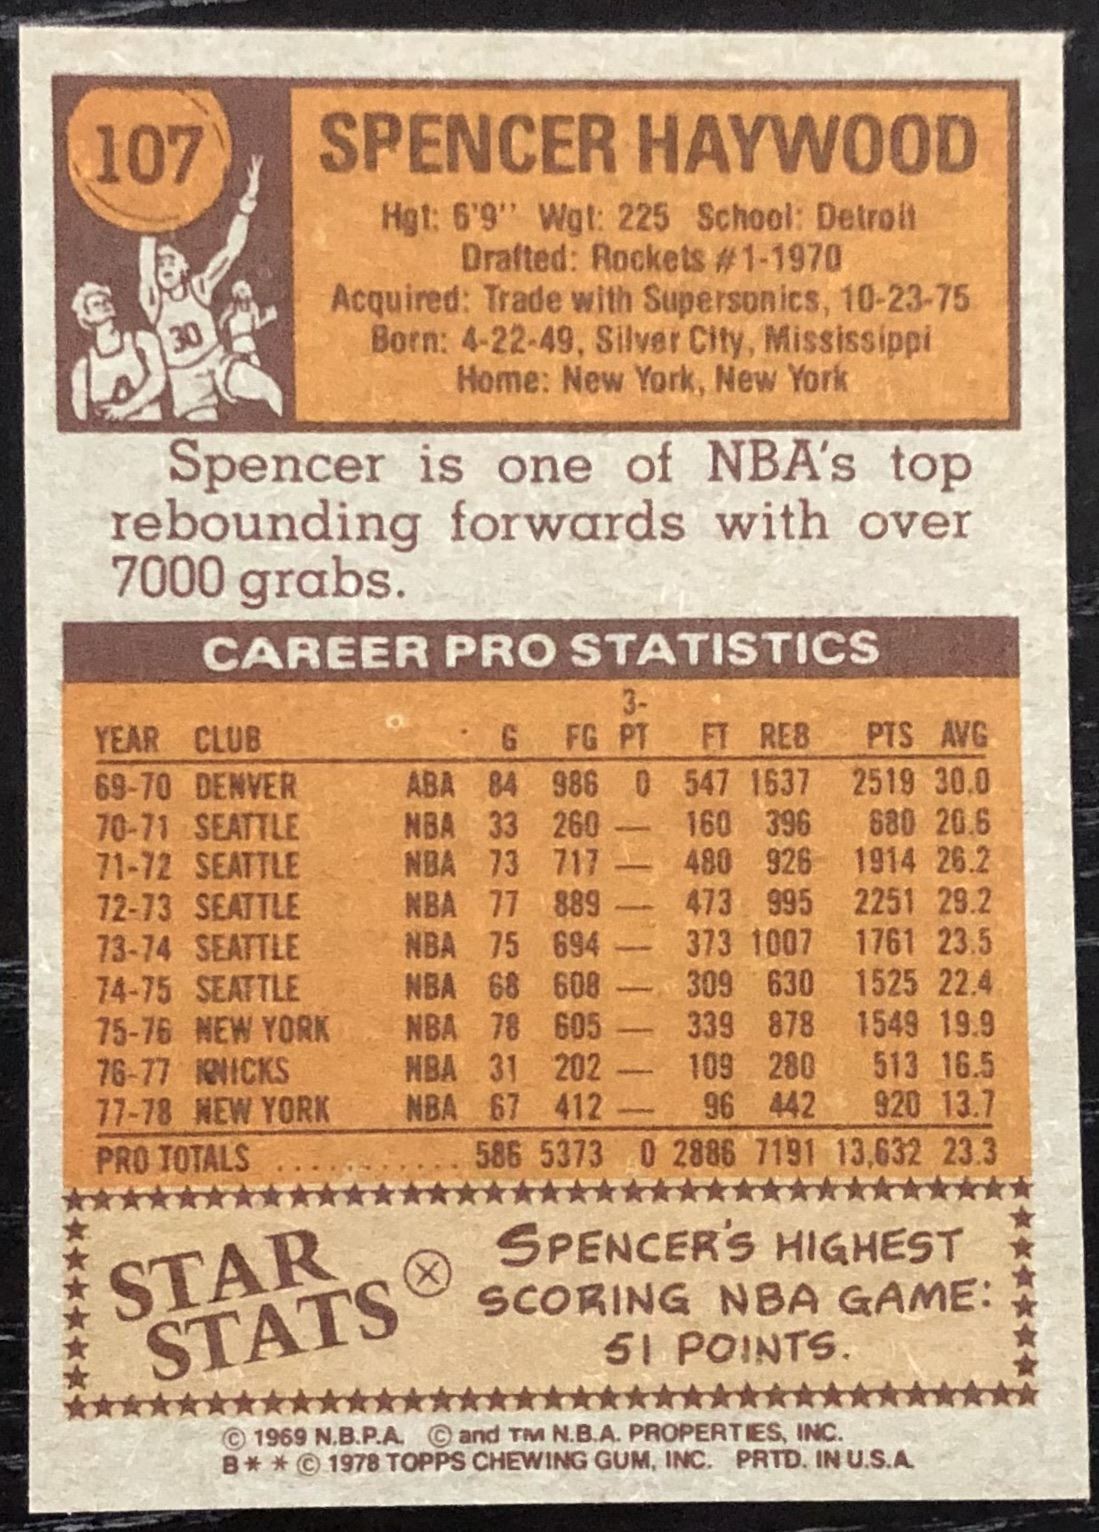 107
SPENCER HAYWOOD
Hgt: 6'9" Wgt: 225 School: Detroit
Drafted: Rockets #1-1970
Acquired: Trade with Supersonics, 10-23-75
Born: 4-22-49, Silver City, Mississippi
Home: New York, New York
30
Spencer is one of NBA's top
rebounding forwards with over
7000 grabs.
CAREER PRO STATISTICS
YEAR CLUB G FG 3-PT FT REB PTS AVG
69-70 DENVER ABA 84 986 0 547 1637 2519 30.0
70-71 SEATTLE NBA 33 260 — 160 396 680 20.6
71-72 SEATTLE NBA 73 717 — 480 926 1914 26.2
72-73 SEATTLE NBA 77 889 — 473 995 2251 29.2
73-74 SEATTLE NBA 75 694 — 373 1007 1761 23.5
74-75 SEATTLE NBA 68 608 — 309 630 1525 22.4
75-76 NEW YORK NBA 78 605 — 339 878 1549 19.9
76-77 KNICKS NBA 31 202 — 109 280 513 16.5
77-78 NEW YORK NBA 67 412 — 96 442 920 13.7
PRO TOTALS ........... 586 5373 0 2886 7191 13,632 23.3
STAR
STATS
SPENCER'S HIGHEST
SCORING NBA GAME:
51 POINTS.
© 1969 N.B.P.A. © and TM N.B.A. PROPERTIES, INC.
B * * © 1978 TOPPS CHEWING GUM, INC. PRTD. IN U.S.A.